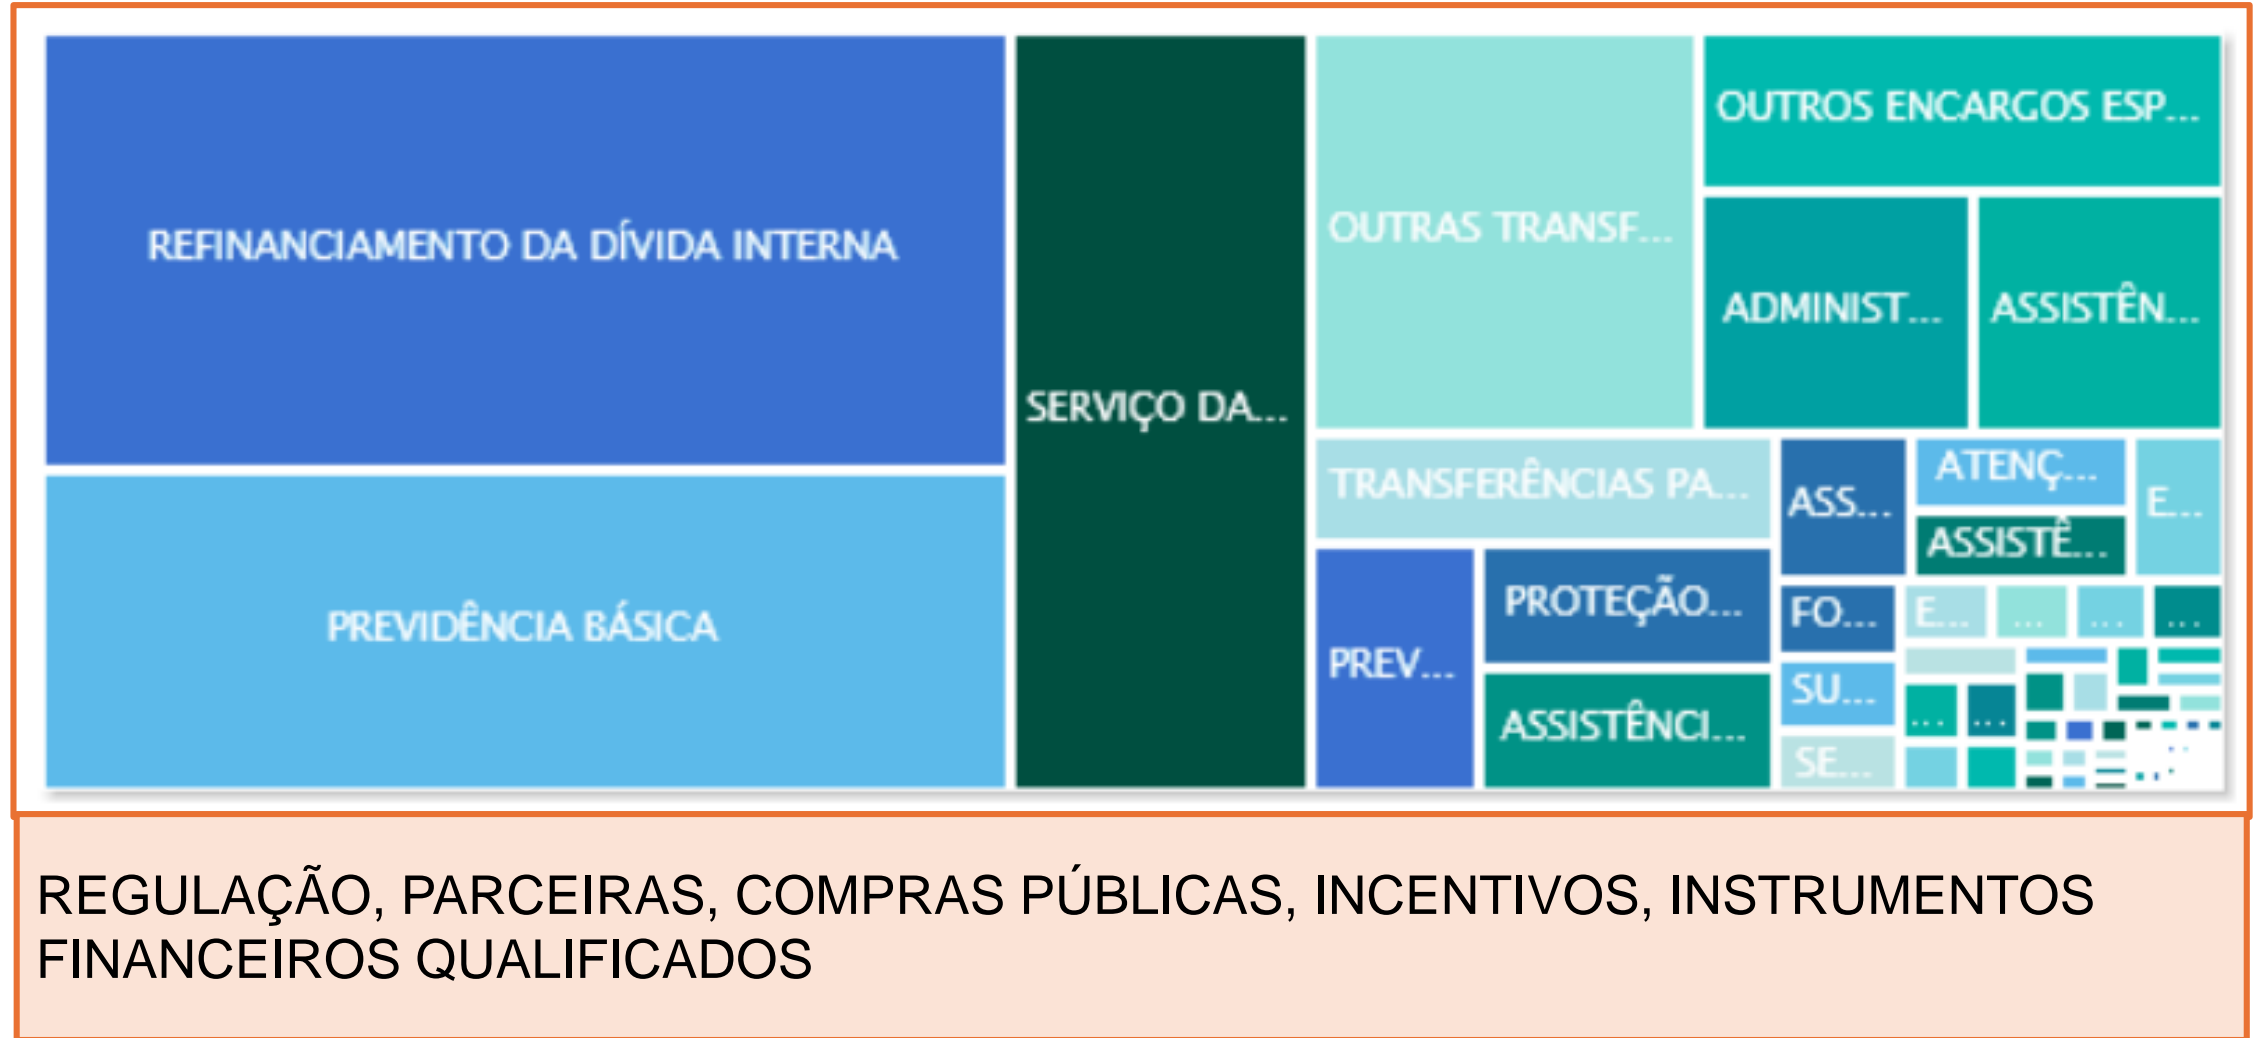 REFINANCIAMENTO DA DÍVIDA INTERNA
PREVIDÊNCIA BÁSICA
SERVIÇO DA...
OUTRAS TRANSF...
OUTROS ENCARGOS ESP...
ADMINIST...
ASSISTÊN...
TRANSFERÊNCIAS PA...
PREV...
PROTEÇÃO...
ASSISTÊNCI...
ASS...
ATENÇ...
ASSISTÊ...
E...
FO...
SU...
SE...
E...
...
...
...
...
...
REGULAÇÃO, PARCEIRAS, COMPRAS PÚBLICAS, INCENTIVOS, INSTRUMENTOS
FINANCEIROS QUALIFICADOS